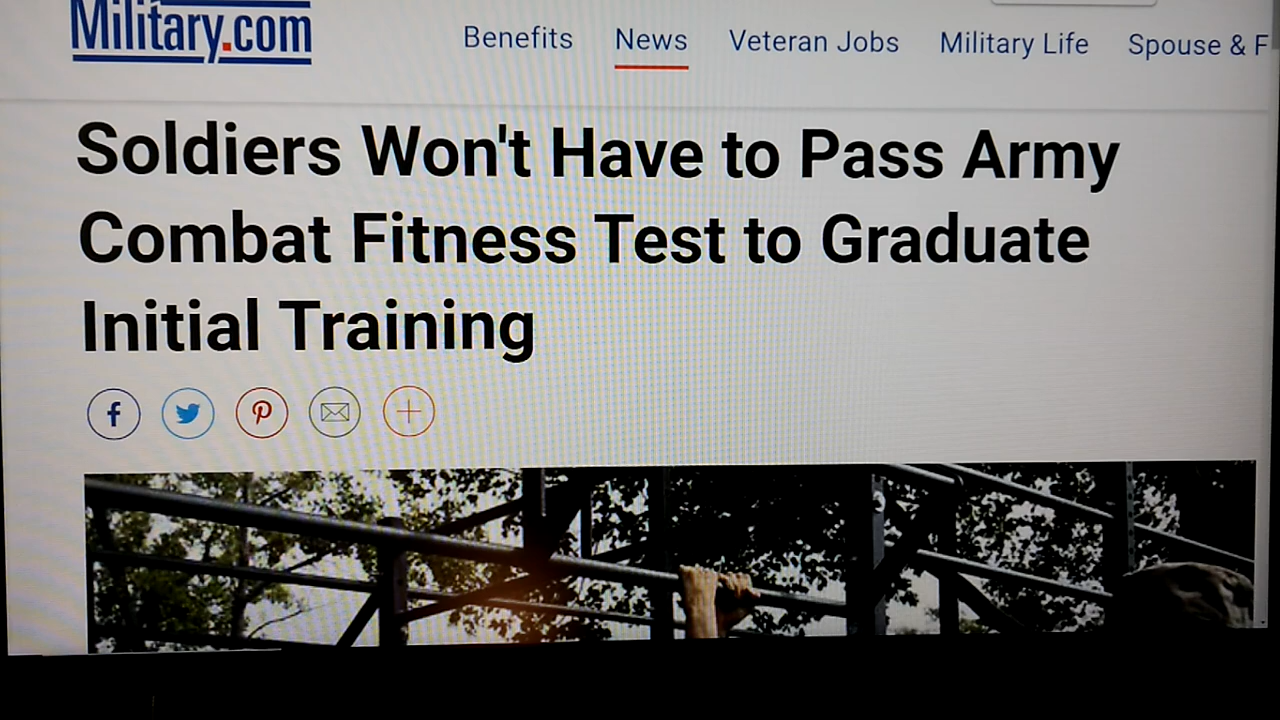 Military.com
Benefits News Veteran Jobs Military Life Spouse & F
Soldiers Won't Have to Pass Army
Combat Fitness Test to Graduate
Initial Training